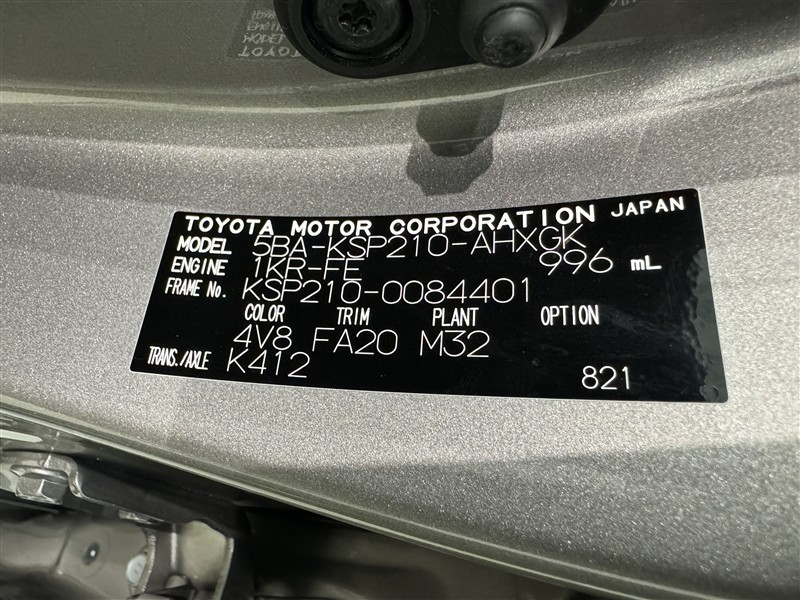 TOYOTA
TOYOTA MOTOR CORPORATION JAPAN
MODEL 5BA-KSP210-AHXGK
ENGINE 1KR-FE 996 mL
FRAME No. KSP210-0084401
COLOR TRIM PLANT OPTION
4V8 FA20 M32
TRANS./AXLE K412
821